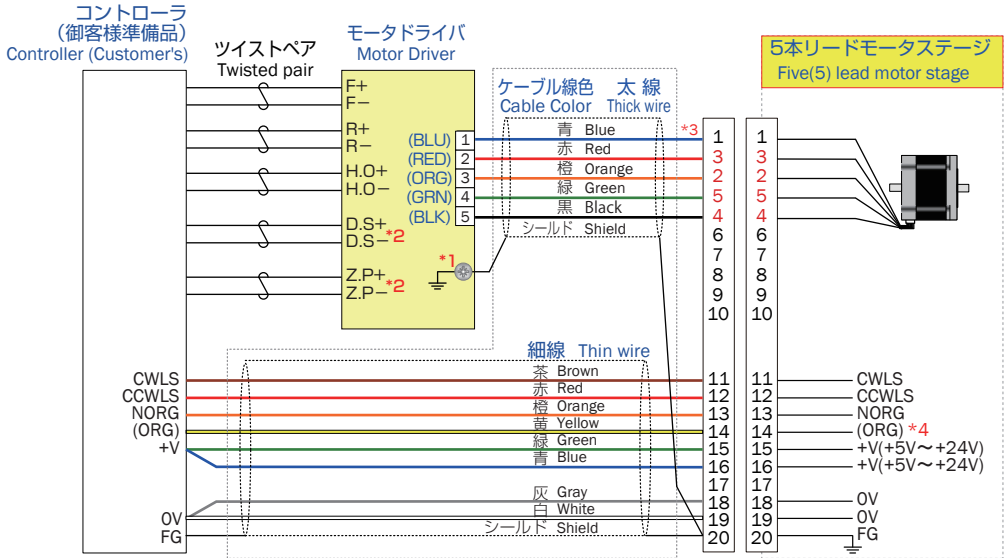 コントローラ
(御客様準備品)
Controller (Customer's)
ツイストペア
Twisted pair
モータドライバ
Motor Driver
5本リードモータステージ
Five(5) lead motor stage
ケーブル線色 太 線
Cable Color Thick wire
F+
F−
R+
R−
H.O+
H.O−
D.S+
D.S−*2
Z.P+
Z.P−*2
(BLU) 1
(RED) 2
(ORG) 3
(GRN) 4
(BLK) 5
*1
青 Blue
赤 Red
橙 Orange
緑 Green
黒 Black
シールド Shield
*3
1
3
2
5
4
6
7
8
9
10
11
12
13
14
15
16
17
18
19
20
1
3
2
5
4
6
7
8
9
10
11
12
13
14
15
16
17
18
19
20
細線 Thin wire
茶 Brown
赤 Red
橙 Orange
黄 Yellow
緑 Green
青 Blue
灰 Gray
白 White
シールド Shield
CWLS
CCWLS
NORG
(ORG)
+V
0V
FG
CWLS
CCWLS
NORG
(ORG) *4
+V(+5V〜+24V)
+V(+5V〜+24V)
0V
0V
FG